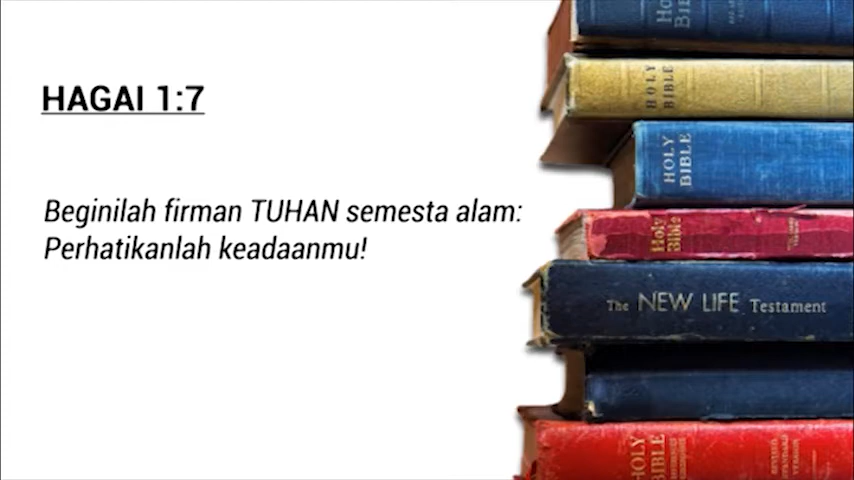 HAGAI 1:7
Beginilah firman TUHAN semesta alam:
Perhatikanlah keadaanmu!
HOLY
BIBLE
HOLY
BIBLE
HOLY
BIBLE
Holy
Bible
The NEW LIFE Testament
HOLY
BIBLE